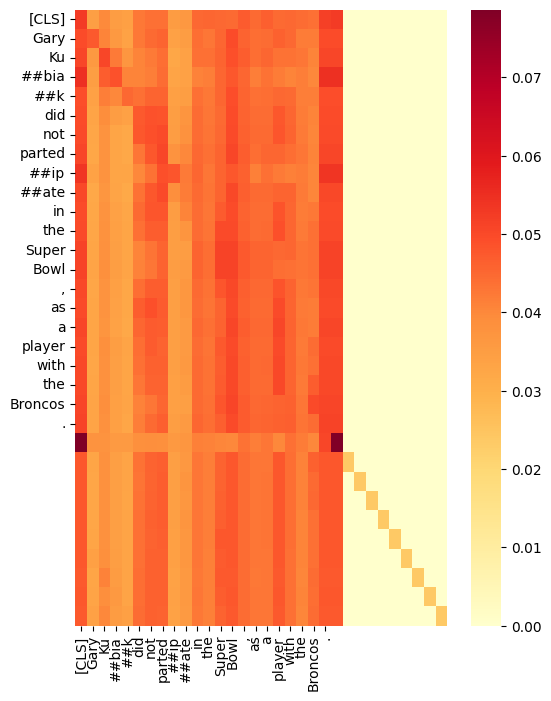 [CLS]
Gary
Ku
##bia
##k
did
not
parted
##ip
##ate
in
the
Super
Bowl
,
as
a
player
with
the
Broncos
.
0.07
0.06
0.05
0.04
0.03
0.02
0.01
0.00
[CLS]
Gary
Ku
##bia
##k
did
not
parted
##ip
##ate
in
the
Super
Bowl
,
as
a
player
with
the
Broncos
.